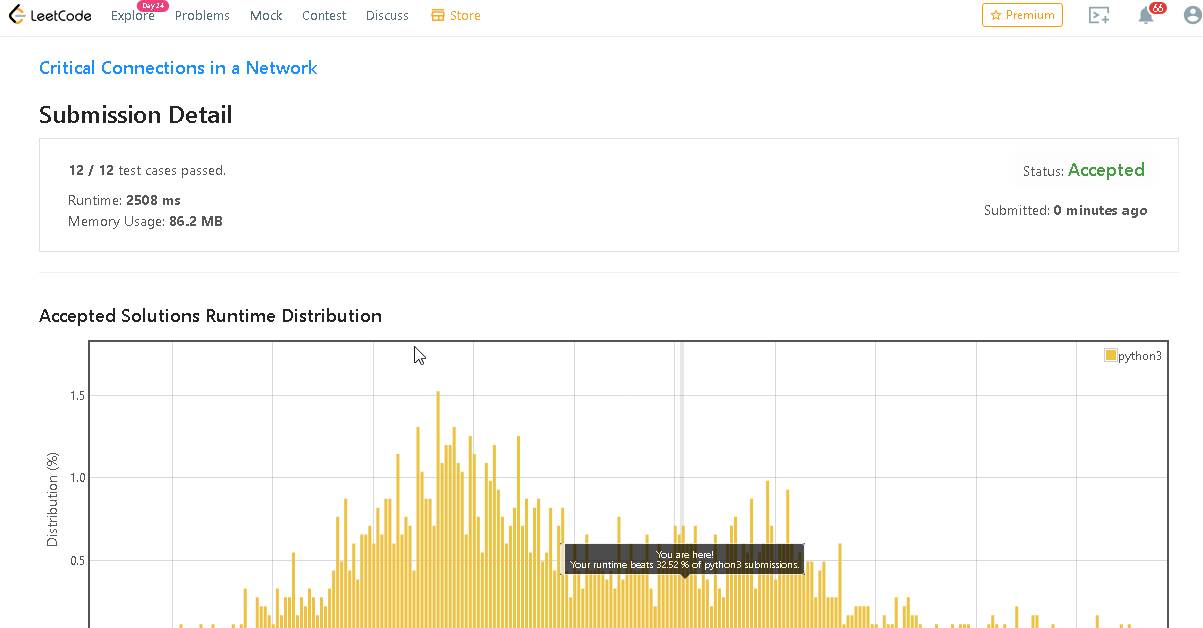 LeetCode Explore Day 24 Problems Mock Contest Discuss Store Premium 66
Critical Connections in a Network
Submission Detail
12 / 12 test cases passed.
Status: Accepted
Runtime: 2508 ms
Submitted: 0 minutes ago
Memory Usage: 86.2 MB
Accepted Solutions Runtime Distribution
python3
1.5
1.0
Distribution (%)
0.5
You are here!
Your runtime beats 32.52 % of python3 submissions.